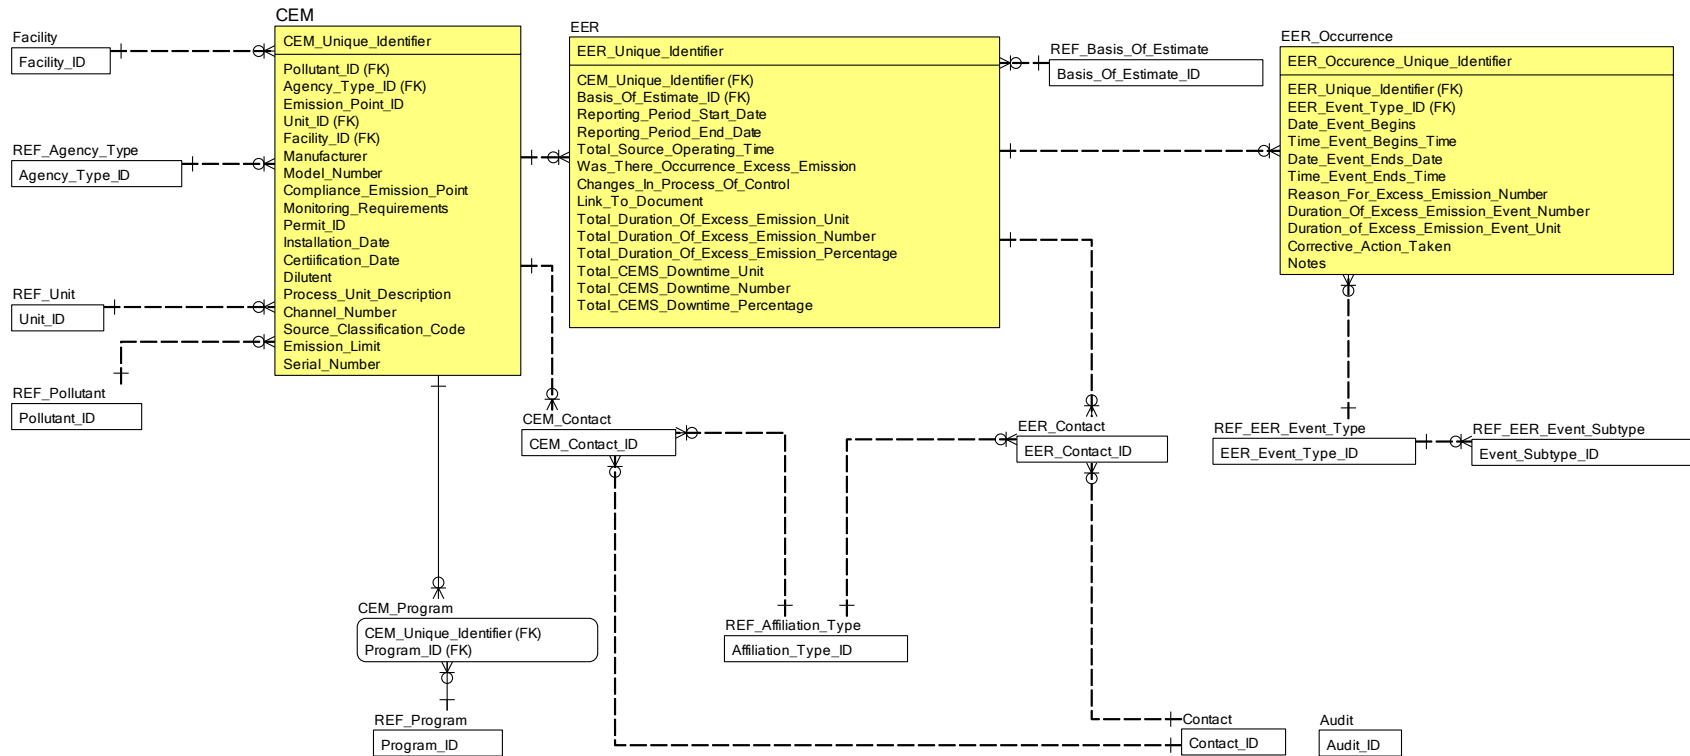 Facility
Facility_ID
REF_Agency_Type
Agency_Type_ID
REF_Unit
Unit_ID
REF_Pollutant
Pollutant_ID
CEM
CEM_Unique_Identifier
Pollutant_ID (FK)
Agency_Type_ID (FK)
Emission_Point_ID
Unit_ID (FK)
Facility_ID (FK)
Manufacturer
Model_Number
Compliance_Emission_Point
Monitoring_Requirements
Permit_ID
Installation_Date
Certiification_Date
Dilutent
Process_Unit_Description
Channel_Number
Source_Classification_Code
Emission_Limit
Serial_Number
EER
EER_Unique_Identifier
CEM_Unique_Identifier (FK)
Basis_Of_Estimate_ID (FK)
Reporting_Period_Start_Date
Reporting_Period_End_Date
Total_Source_Operating_Time
Was_There_Occurrence_Excess_Emission
Changes_In_Process_Of_Control
Link_To_Document
Total_Duration_Of_Excess_Emission_Unit
Total_Duration_Of_Excess_Emission_Number
Total_Duration_Of_Excess_Emission_Percentage
Total_CEMS_Downtime_Unit
Total_CEMS_Downtime_Number
Total_CEMS_Downtime_Percentage
REF_Basis_Of_Estimate
Basis_Of_Estimate_ID
EER_Occurrence
EER_Occurence_Unique_Identifier
EER_Unique_Identifier (FK)
EER_Event_Type_ID (FK)
Date_Event_Begins
Time_Event_Begins_Time
Date_Event_Ends_Date
Time_Event_Ends_Time
Reason_For_Excess_Emission_Number
Duration_Of_Excess_Emission_Event_Number
Duration_of_Excess_Emission_Event_Unit
Corrective_Action_Taken
Notes
CEM_Contact
CEM_Contact_ID
EER_Contact
EER_Contact_ID
REF_EER_Event_Type
EER_Event_Type_ID
REF_EER_Event_Subtype
Event_Subtype_ID
CEM_Program
CEM_Unique_Identifier (FK)
Program_ID (FK)
REF_Affiliation_Type
Affiliation_Type_ID
REF_Program
Program_ID
Contact
Contact_ID
Audit
Audit_ID